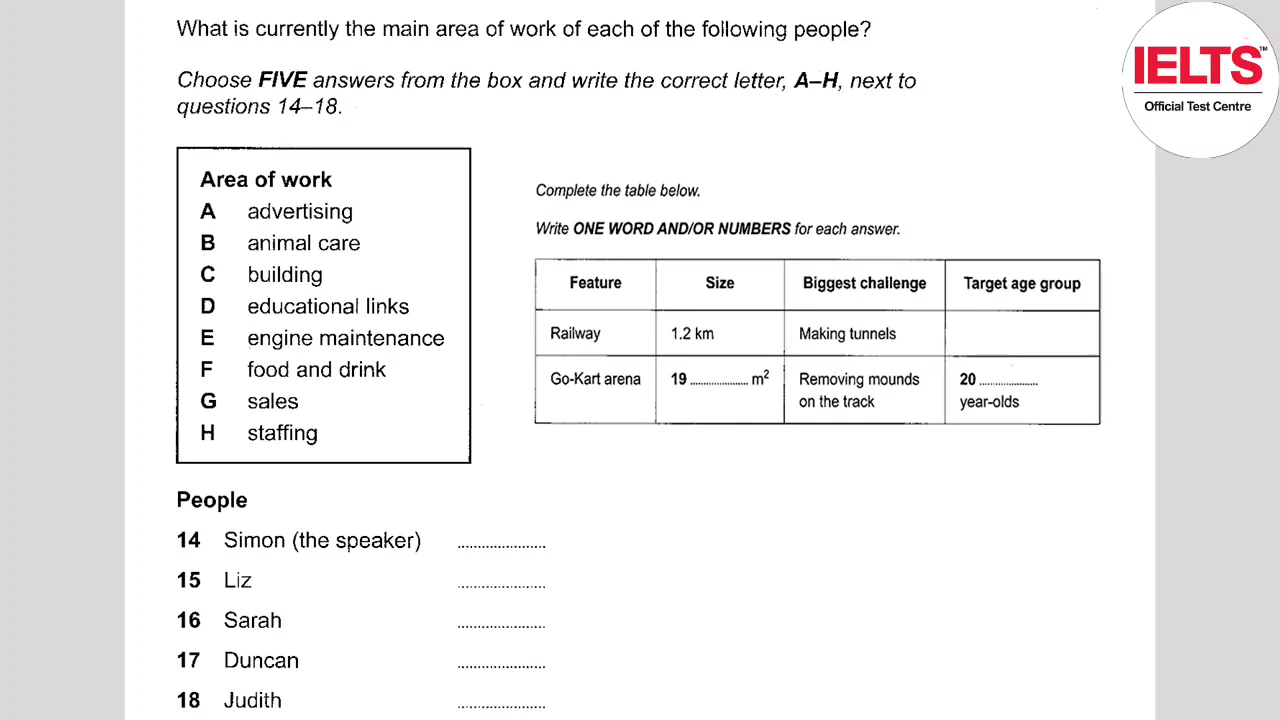 What is currently the main area of work of each of the following people?
Choose FIVE answers from the box and write the correct letter, A–H, next to
questions 14–18.
IELTS™
Official Test Centre
Area of work
A advertising
B animal care
C building
D educational links
E engine maintenance
F food and drink
G sales
H staffing
Complete the table below.
Write ONE WORD AND/OR NUMBERS for each answer.
Feature Size Biggest challenge Target age group
Railway 1.2 km Making tunnels
Go-Kart arena 19 .................... m² Removing mounds 20 ....................
on the track year-olds
People
14 Simon (the speaker) ......................
15 Liz ......................
16 Sarah ......................
17 Duncan ......................
18 Judith ......................